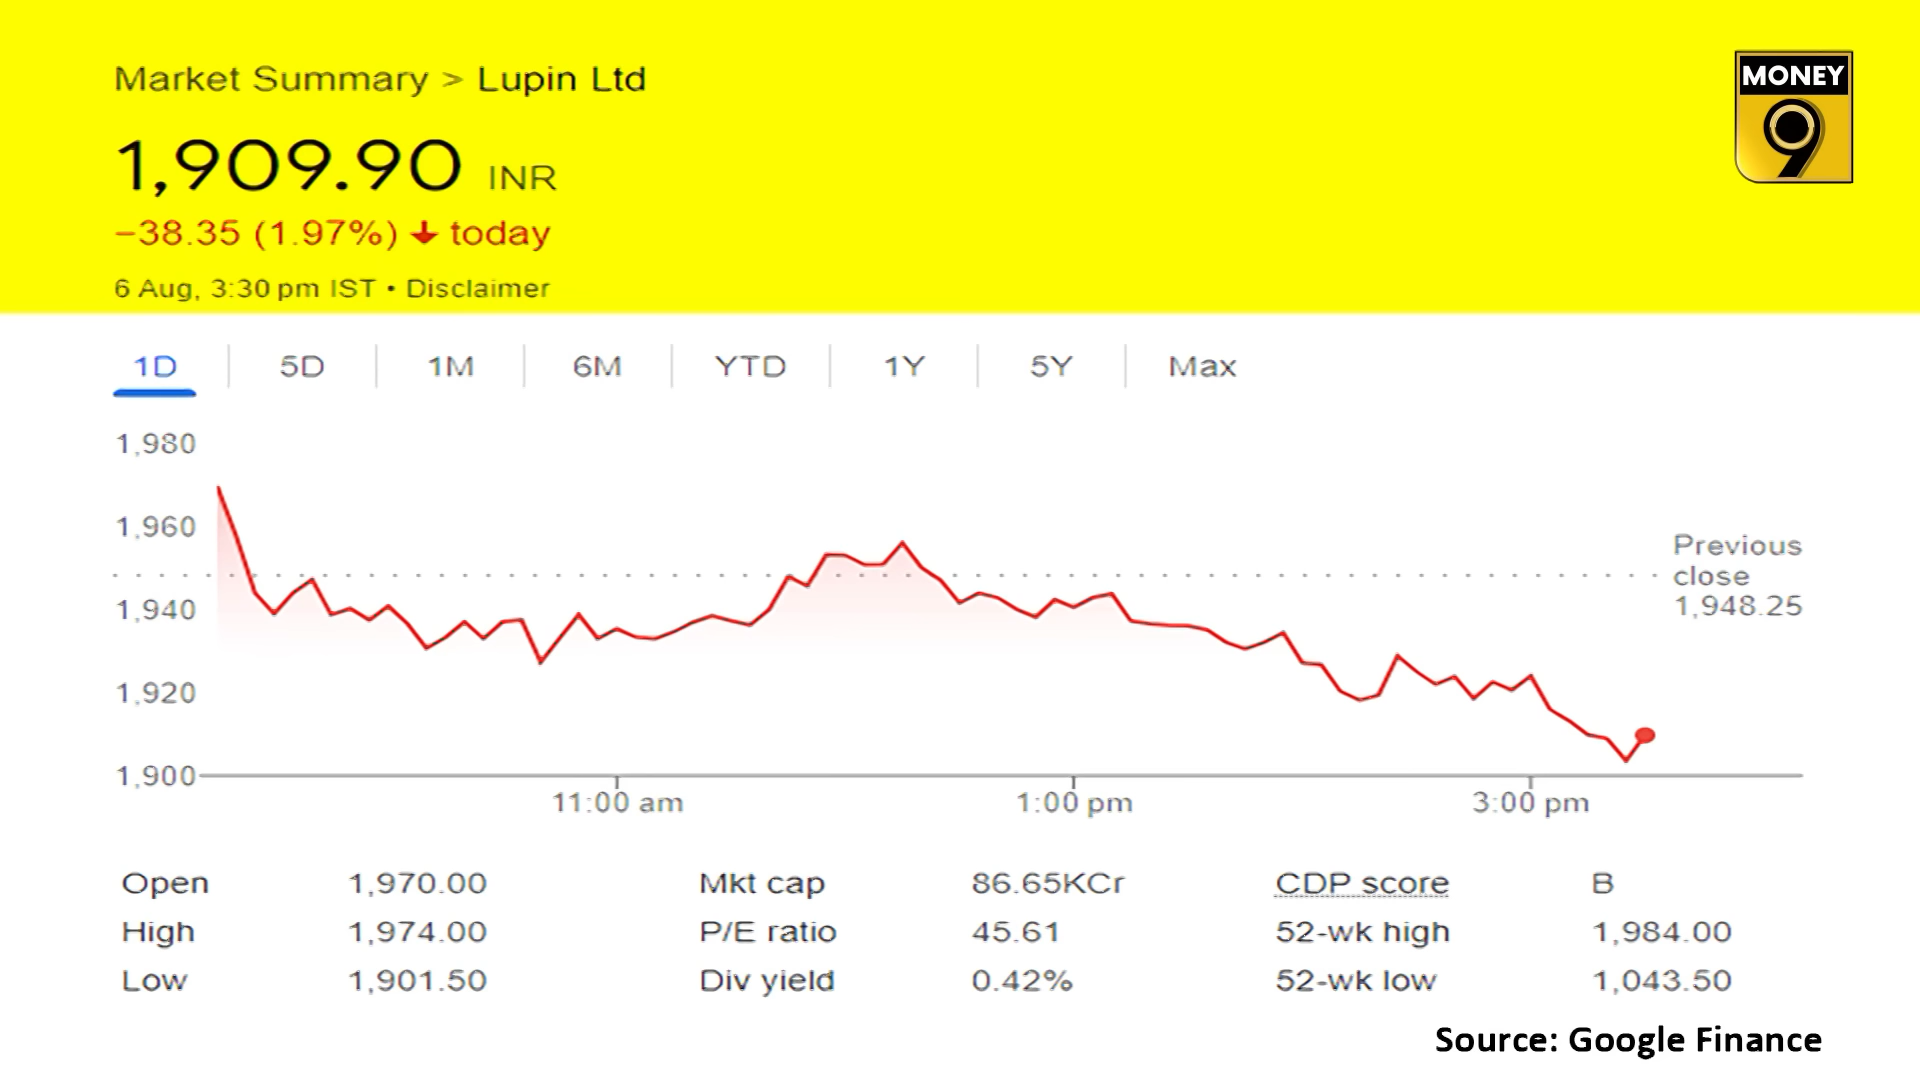 Market Summary > Lupin Ltd
MONEY
9
1,909.90 INR
−38.35 (1.97%) ↓ today
6 Aug, 3:30 pm IST • Disclaimer
1D 5D 1M 6M YTD 1Y 5Y Max
1,980
1,960
1,940
1,920
1,900
Previous
close
1,948.25
11:00 am 1:00 pm 3:00 pm
Open 1,970.00 Mkt cap 86.65KCr CDP score B
High 1,974.00 P/E ratio 45.61 52-wk high 1,984.00
Low 1,901.50 Div yield 0.42% 52-wk low 1,043.50
Source: Google Finance